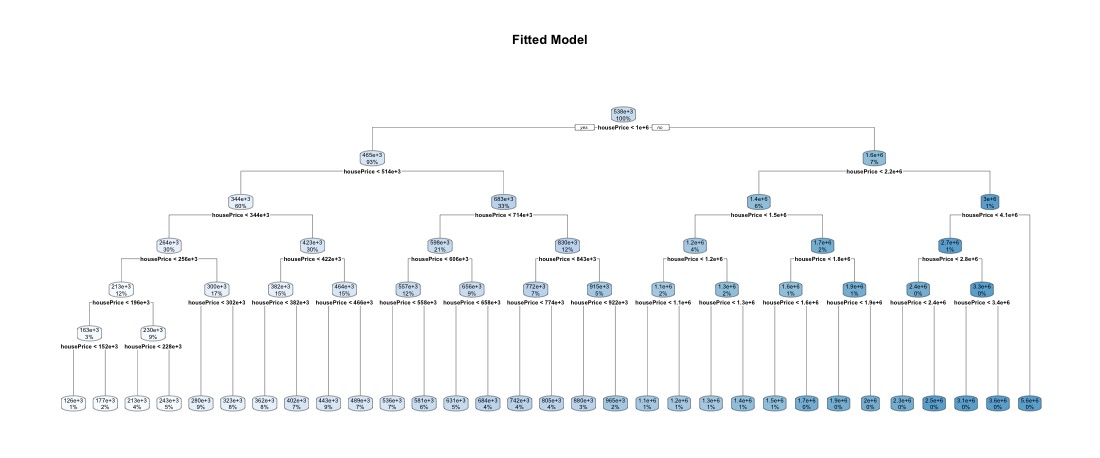 Fitted Model
538e+3
100%
yes housePrice < 1e+6 no
465e+3
93%
housePrice < 514e+3
1.6e+6
7%
housePrice < 2.2e+6
344e+3
60%
housePrice < 344e+3
683e+3
33%
housePrice < 714e+3
1.4e+6
6%
housePrice < 1.5e+6
3e+6
1%
housePrice < 4.1e+6
264e+3
30%
housePrice < 256e+3
423e+3
30%
housePrice < 422e+3
598e+3
21%
housePrice < 606e+3
830e+3
12%
housePrice < 843e+3
1.2e+6
4%
housePrice < 1.2e+6
1.7e+6
2%
housePrice < 1.8e+6
2.7e+6
1%
housePrice < 2.8e+6
213e+3
12%
housePrice < 196e+3
300e+3
17%
housePrice < 302e+3
382e+3
15%
housePrice < 382e+3
464e+3
15%
housePrice < 466e+3
557e+3
12%
housePrice < 558e+3
656e+3
9%
housePrice < 658e+3
772e+3
7%
housePrice < 774e+3
915e+3
5%
housePrice < 922e+3
1.1e+6
2%
housePrice < 1.1e+6
1.3e+6
2%
housePrice < 1.3e+6
1.6e+6
1%
housePrice < 1.6e+6
1.9e+6
1%
housePrice < 1.9e+6
2.4e+6
0%
housePrice < 2.4e+6
3.3e+6
0%
housePrice < 3.4e+6
163e+3
3%
housePrice < 152e+3
230e+3
9%
housePrice < 228e+3
126e+3
1%
177e+3
2%
213e+3
4%
243e+3
5%
280e+3
9%
323e+3
8%
362e+3
8%
402e+3
7%
443e+3
9%
489e+3
7%
536e+3
7%
581e+3
6%
631e+3
5%
684e+3
4%
742e+3
4%
805e+3
4%
880e+3
3%
965e+3
2%
1.1e+6
1%
1.2e+6
1%
1.3e+6
1%
1.4e+6
1%
1.5e+6
1%
1.7e+6
0%
1.9e+6
0%
2e+6
0%
2.3e+6
0%
2.5e+6
0%
3.1e+6
0%
3.6e+6
0%
5.6e+6
0%